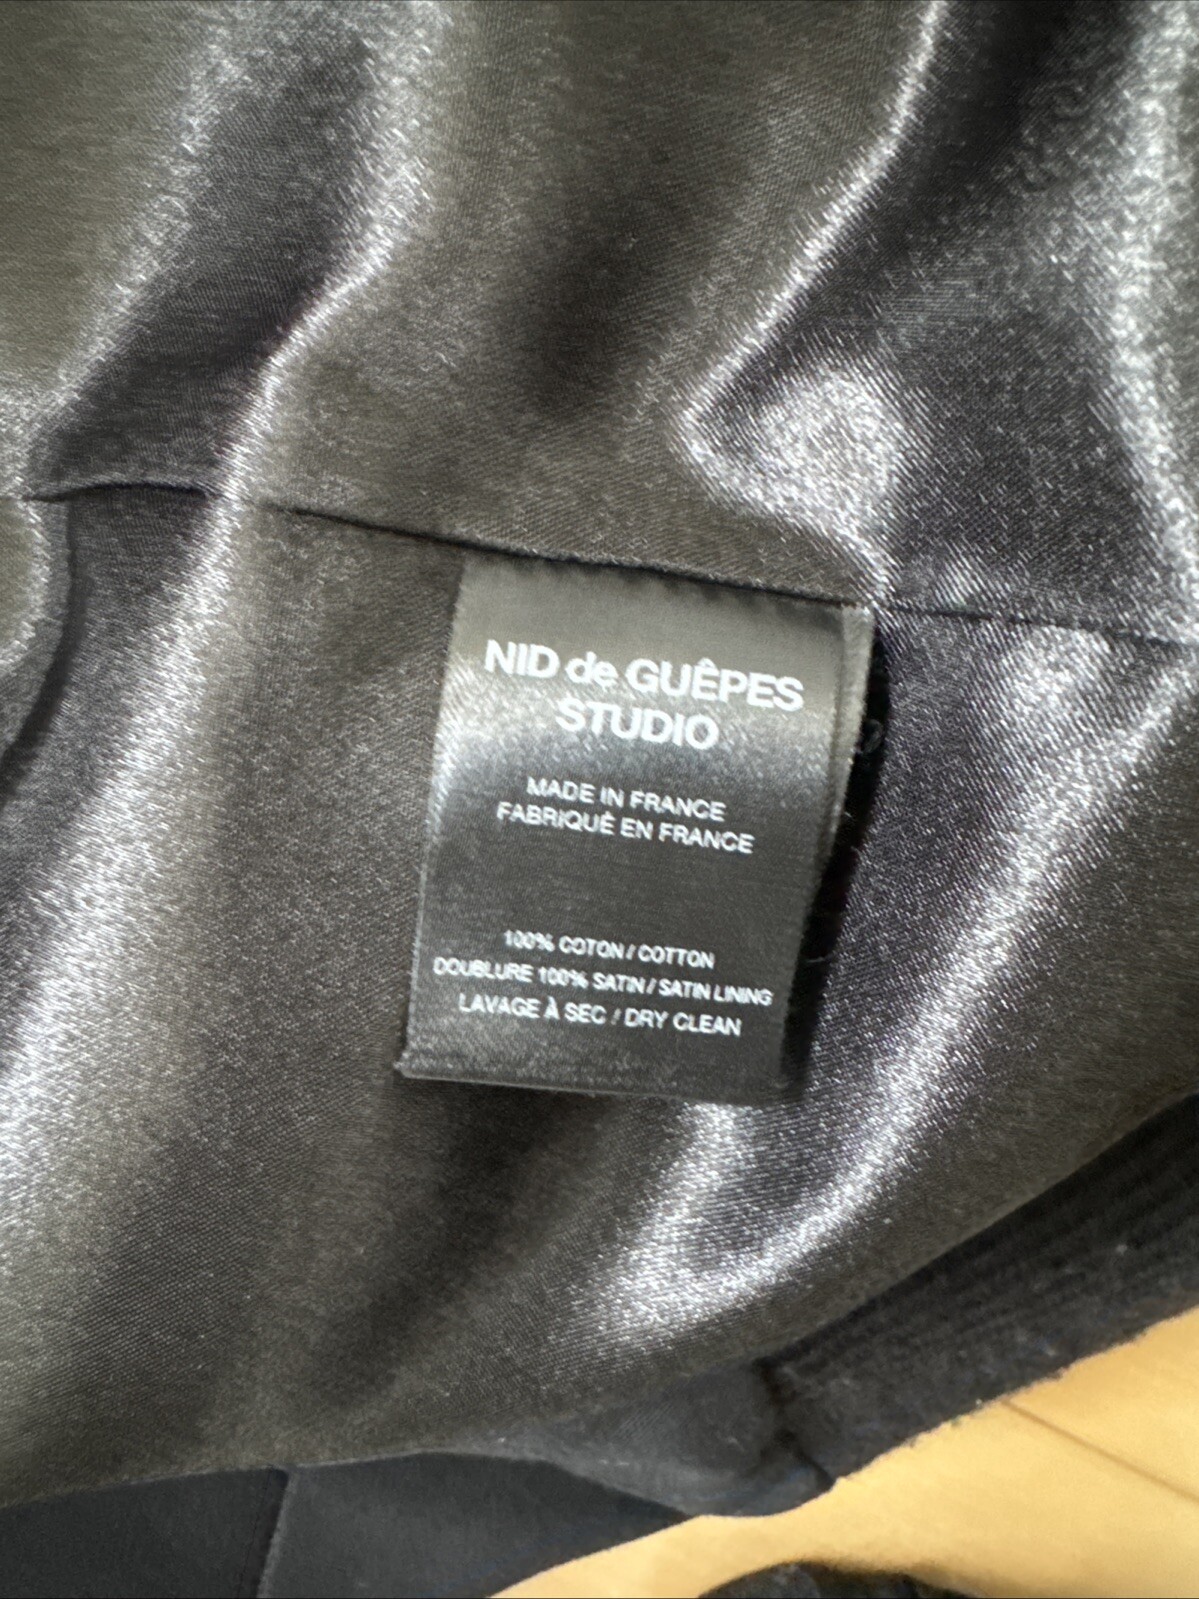 NID de GUÊPES
STUDIO
MADE IN FRANCE
FABRIQUÉ EN FRANCE
100% COTON / COTTON
DOUBLURE 100% SATIN / SATIN LINING
LAVAGE À SEC / DRY CLEAN